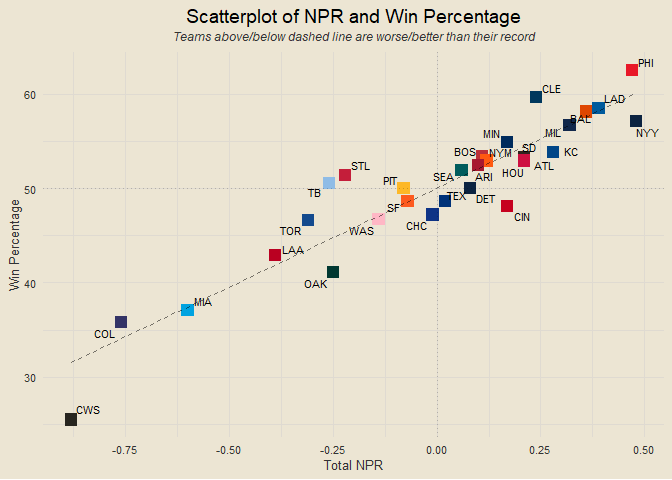 Scatterplot of NPR and Win Percentage
Teams above/below dashed line are worse/better than their record
PHI
CLE
LAD
BAL
NYY
MIL
MIN
SD
KC
BOS
NYM
ATL
HOU
STL
SEA
ARI
PIT
TB
TEX
DET
SF
CIN
TOR
WAS
CHC
LAA
OAK
MIA
COL
CWS
60
50
40
30
Win Percentage
-0.75
-0.50
-0.25
0.00
0.25
0.50
Total NPR